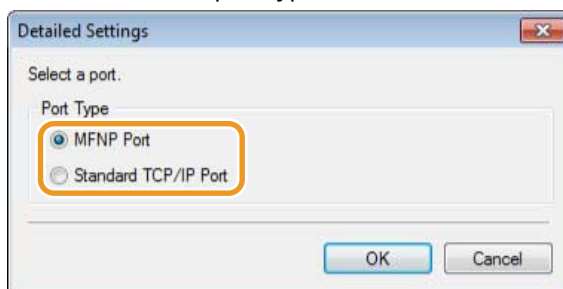 Detailed Settings
Select a port.
Port Type
MFNP Port
Standard TCP/IP Port
OK Cancel